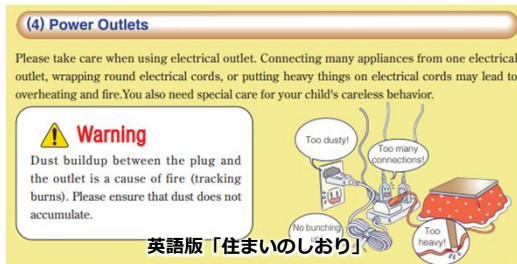 (4) Power Outlets
Please take care when using electrical outlet. Connecting many appliances from one electrical
outlet, wrapping round electrical cords, or putting heavy things on electrical cords may lead to
overheating and fire.You also need special care for your child's careless behavior.
Warning
Dust buildup between the plug and
the outlet is a cause of fire (tracking
burns). Please ensure that dust does not
accumulate.
Too dusty!
Too many
connections!
No bunching
Too
heavy!
英語版「住まいのしおり」